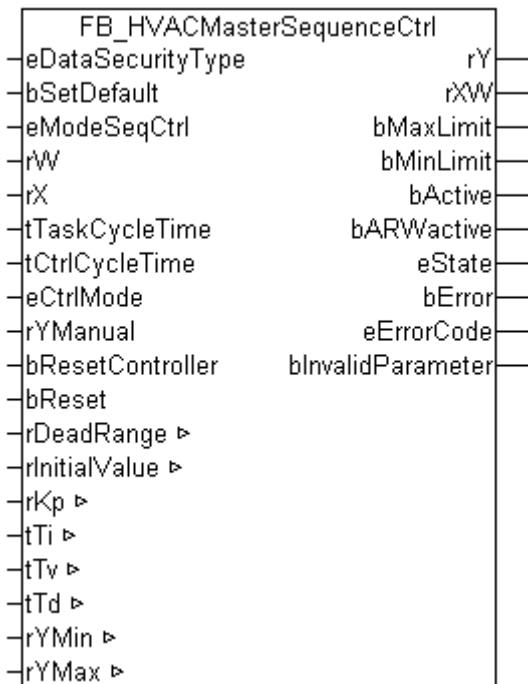 FB_HVACMasterSequenceCtrl
eDataSecurityType rY
bSetDefault rXW
eModeSeqCtrl bMaxLimit
rW bMinLimit
rX bActive
tTaskCycleTime bARWactive
tCtrlCycleTime eState
eCtrlMode bError
rYManual eErrorCode
bResetController bInvalidParameter
bReset
rDeadRange ▹
rInitialValue ▹
rKp ▹
tTi ▹
tTv ▹
tTd ▹
rYMin ▹
rYMax ▹